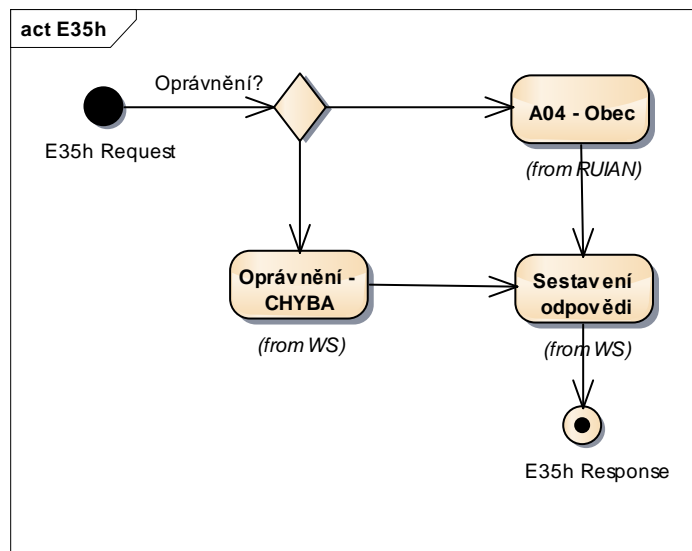 act E35h
Oprávnění?
E35h Request
A04 - Obec
(from RUIAN)
Oprávnění -
CHYBA
(from WS)
Sestavení
odpovědi
(from WS)
E35h Response